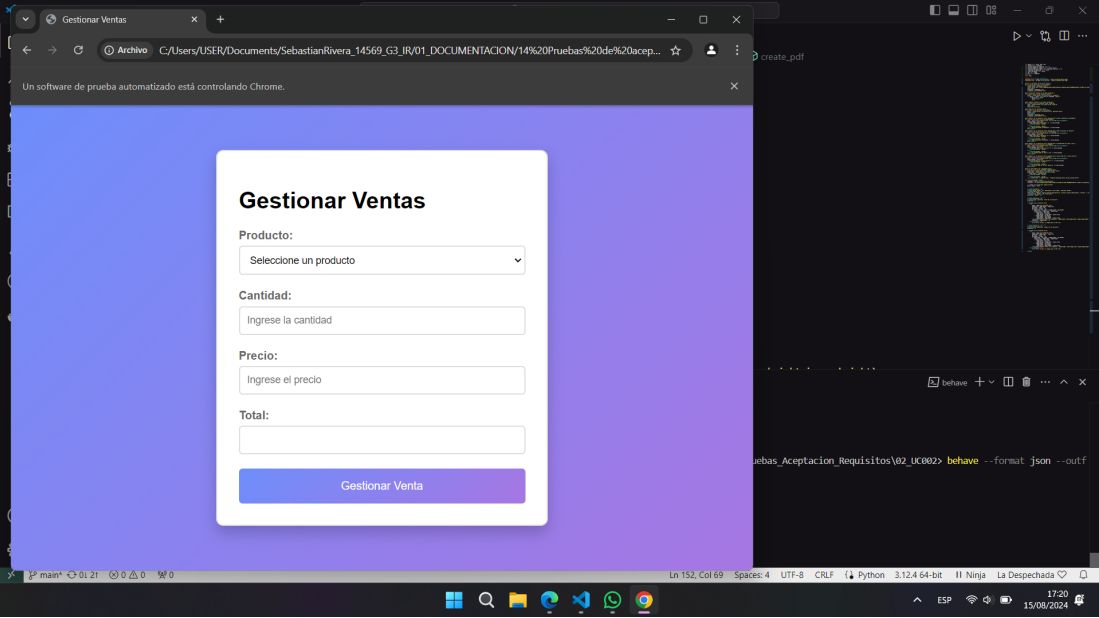 Gestionar Ventas
create_pdf
Archivo
C:/Users/USER/Documents/SebastianRivera_14569_G3_IR/01_DOCUMENTACION/14%20Pruebas%20de%20acep...
Un software de prueba automatizado está controlando Chrome.
Gestionar Ventas
Producto:
Seleccione un producto
Cantidad:
Ingrese la cantidad
Precio:
Ingrese el precio
Total:
Gestionar Venta
behave
uebas_Aceptacion_Requisitos\02_UC002> behave --format json --outf
main* 0↓ 2↑ 0 0 0 Ln 152, Col 69 Spaces: 4 UTF-8 CRLF Python 3.12.4 64-bit Ninja La Despechada
ESP
17:20
15/08/2024